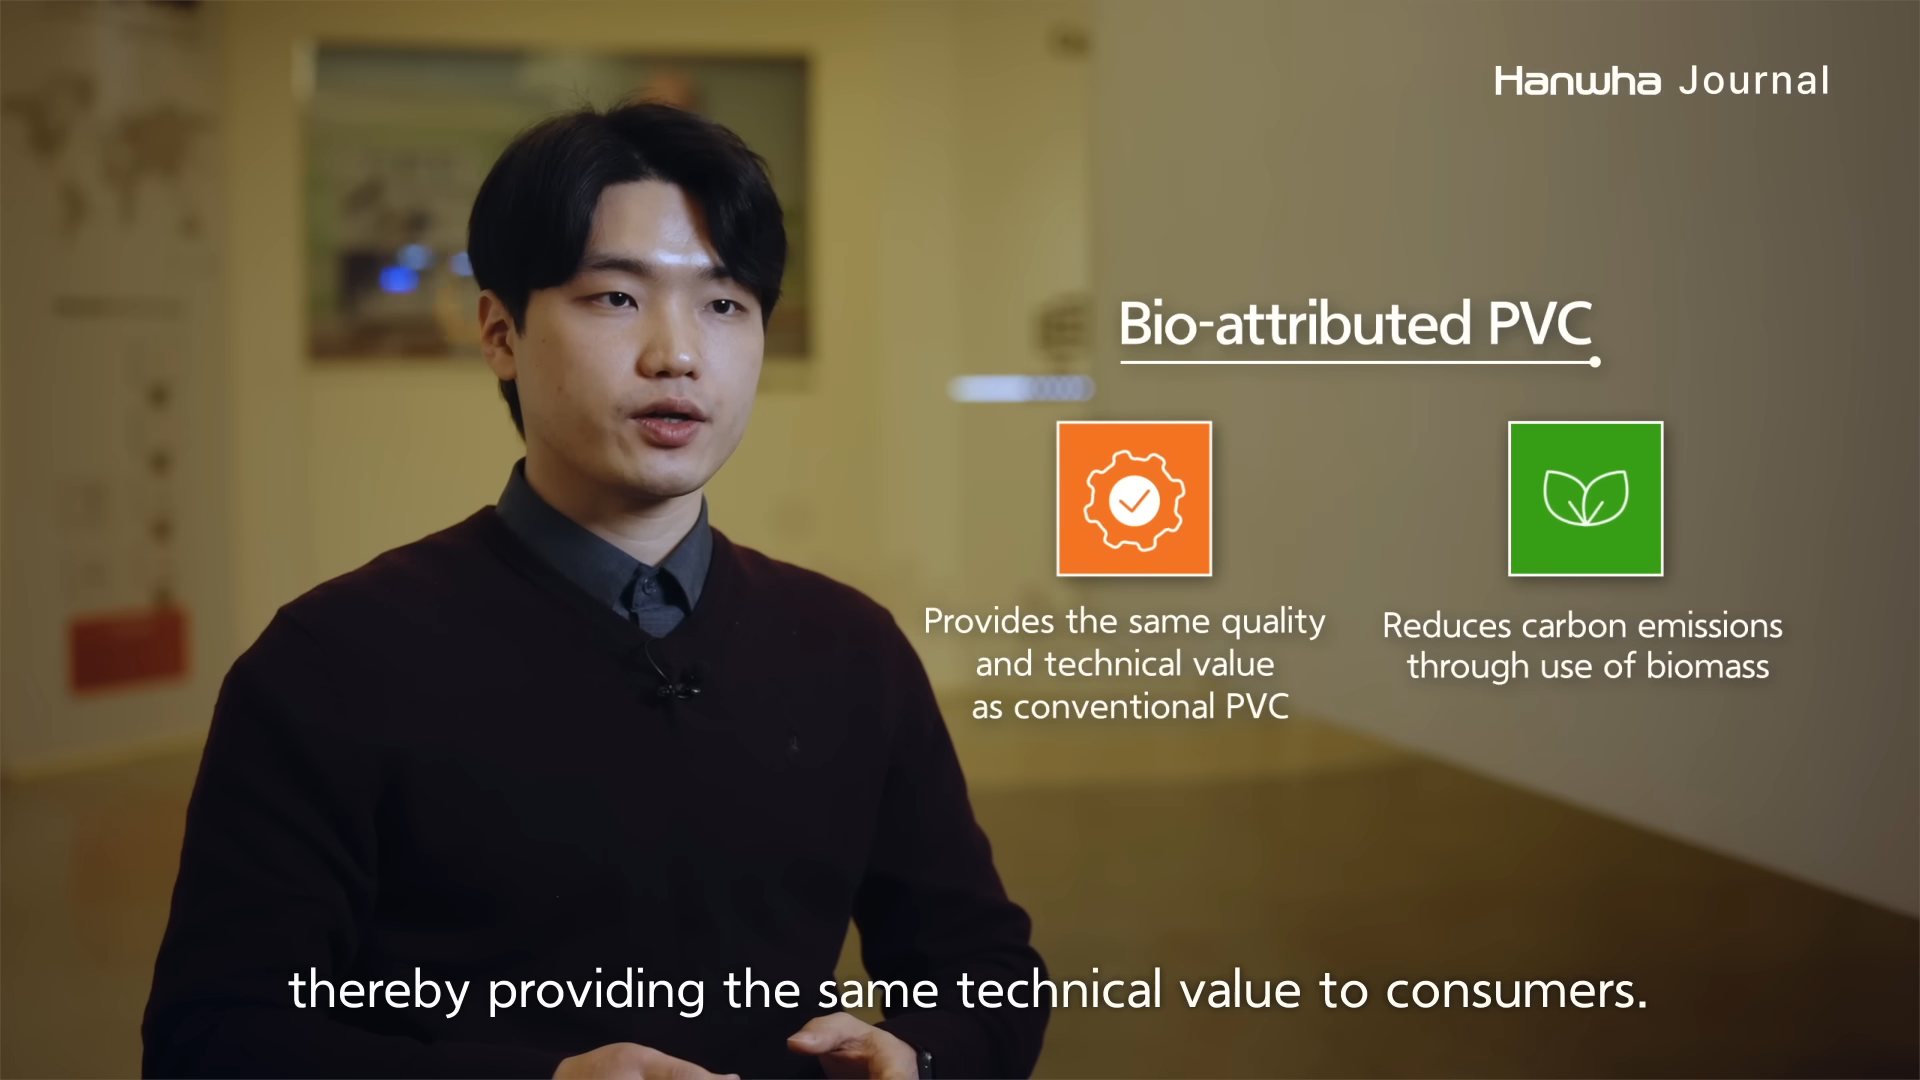 Hanwha Journal
Bio-attributed PVC
Provides the same quality
and technical value
as conventional PVC
Reduces carbon emissions
through use of biomass
thereby providing the same technical value to consumers.